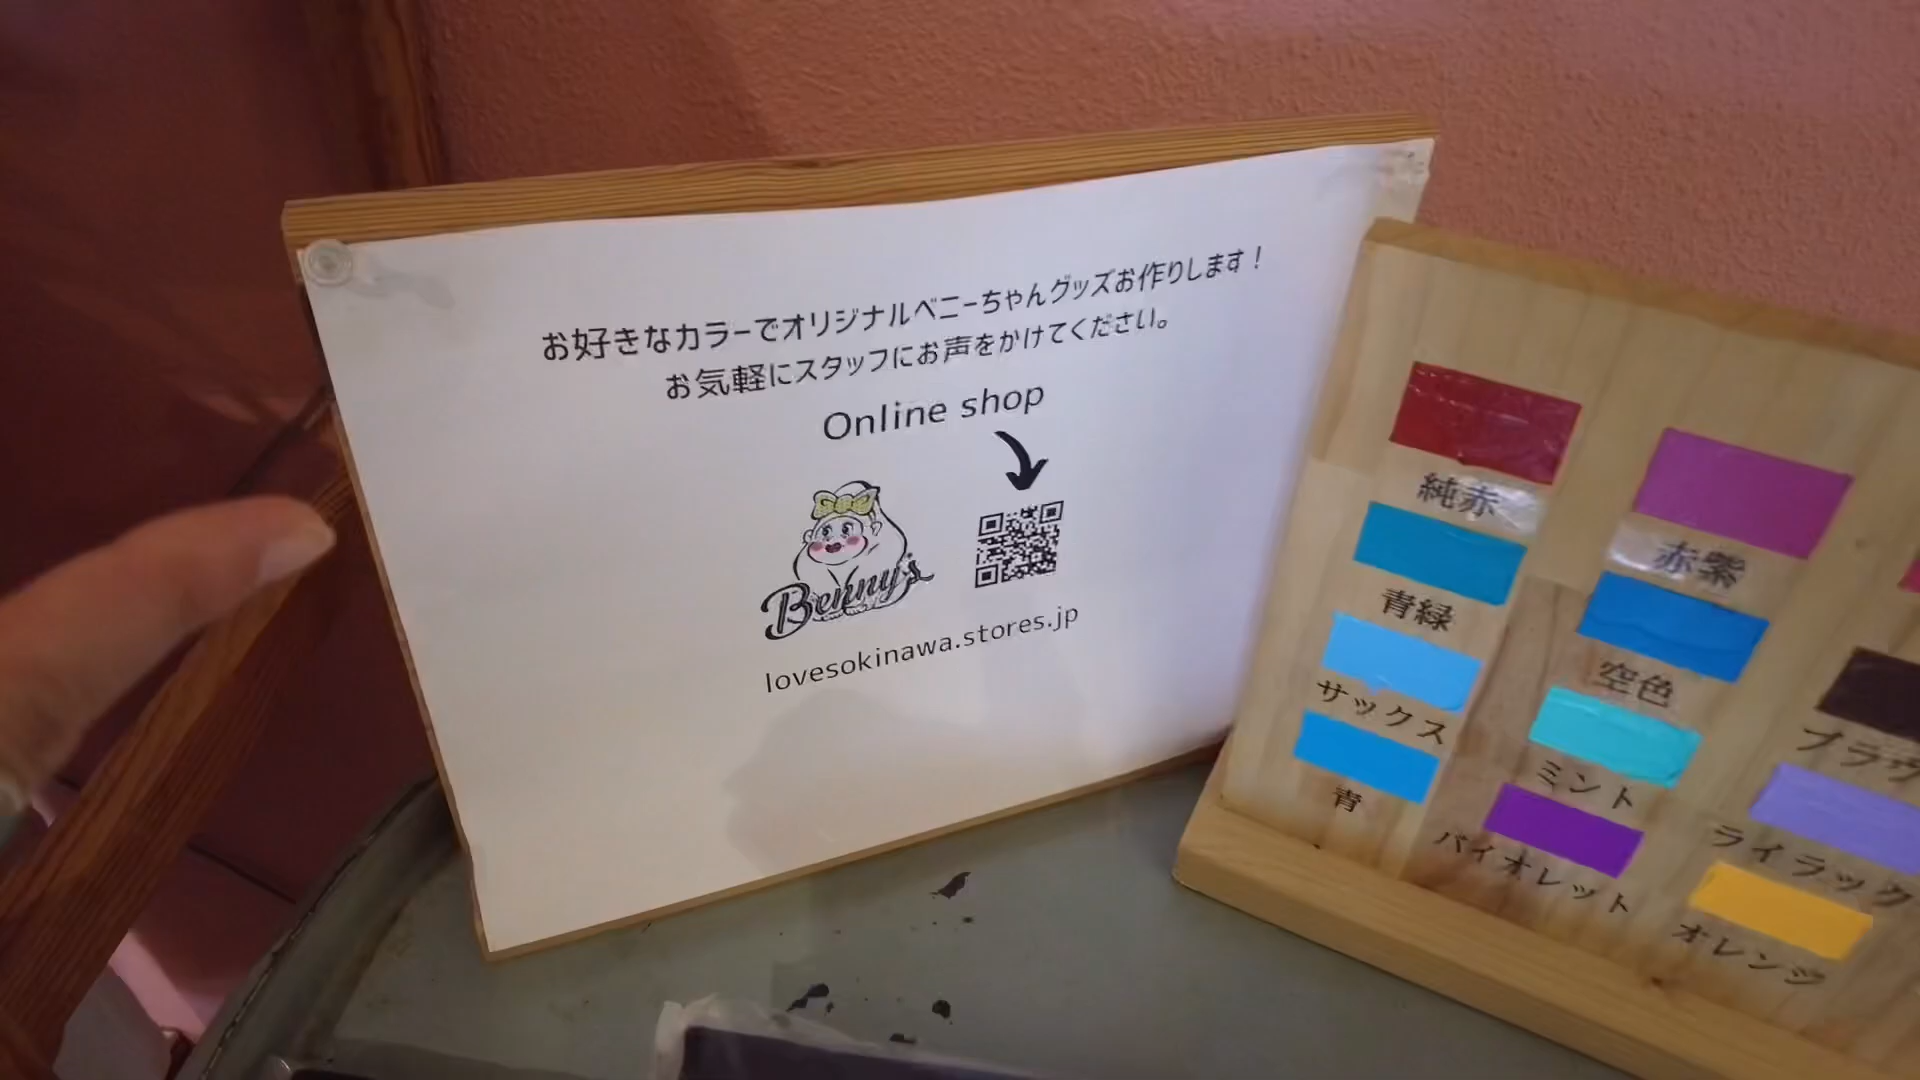 お好きなカラーでオリジナルベニーちゃんグッズお作りします！
お気軽にスタッフにお声をかけてください。
Online shop
Benny's
lovesokinawa.stores.jp
純赤
赤紫
青緑
空色
サックス
ミント
青
バイオレット
ライラック
オレンジ